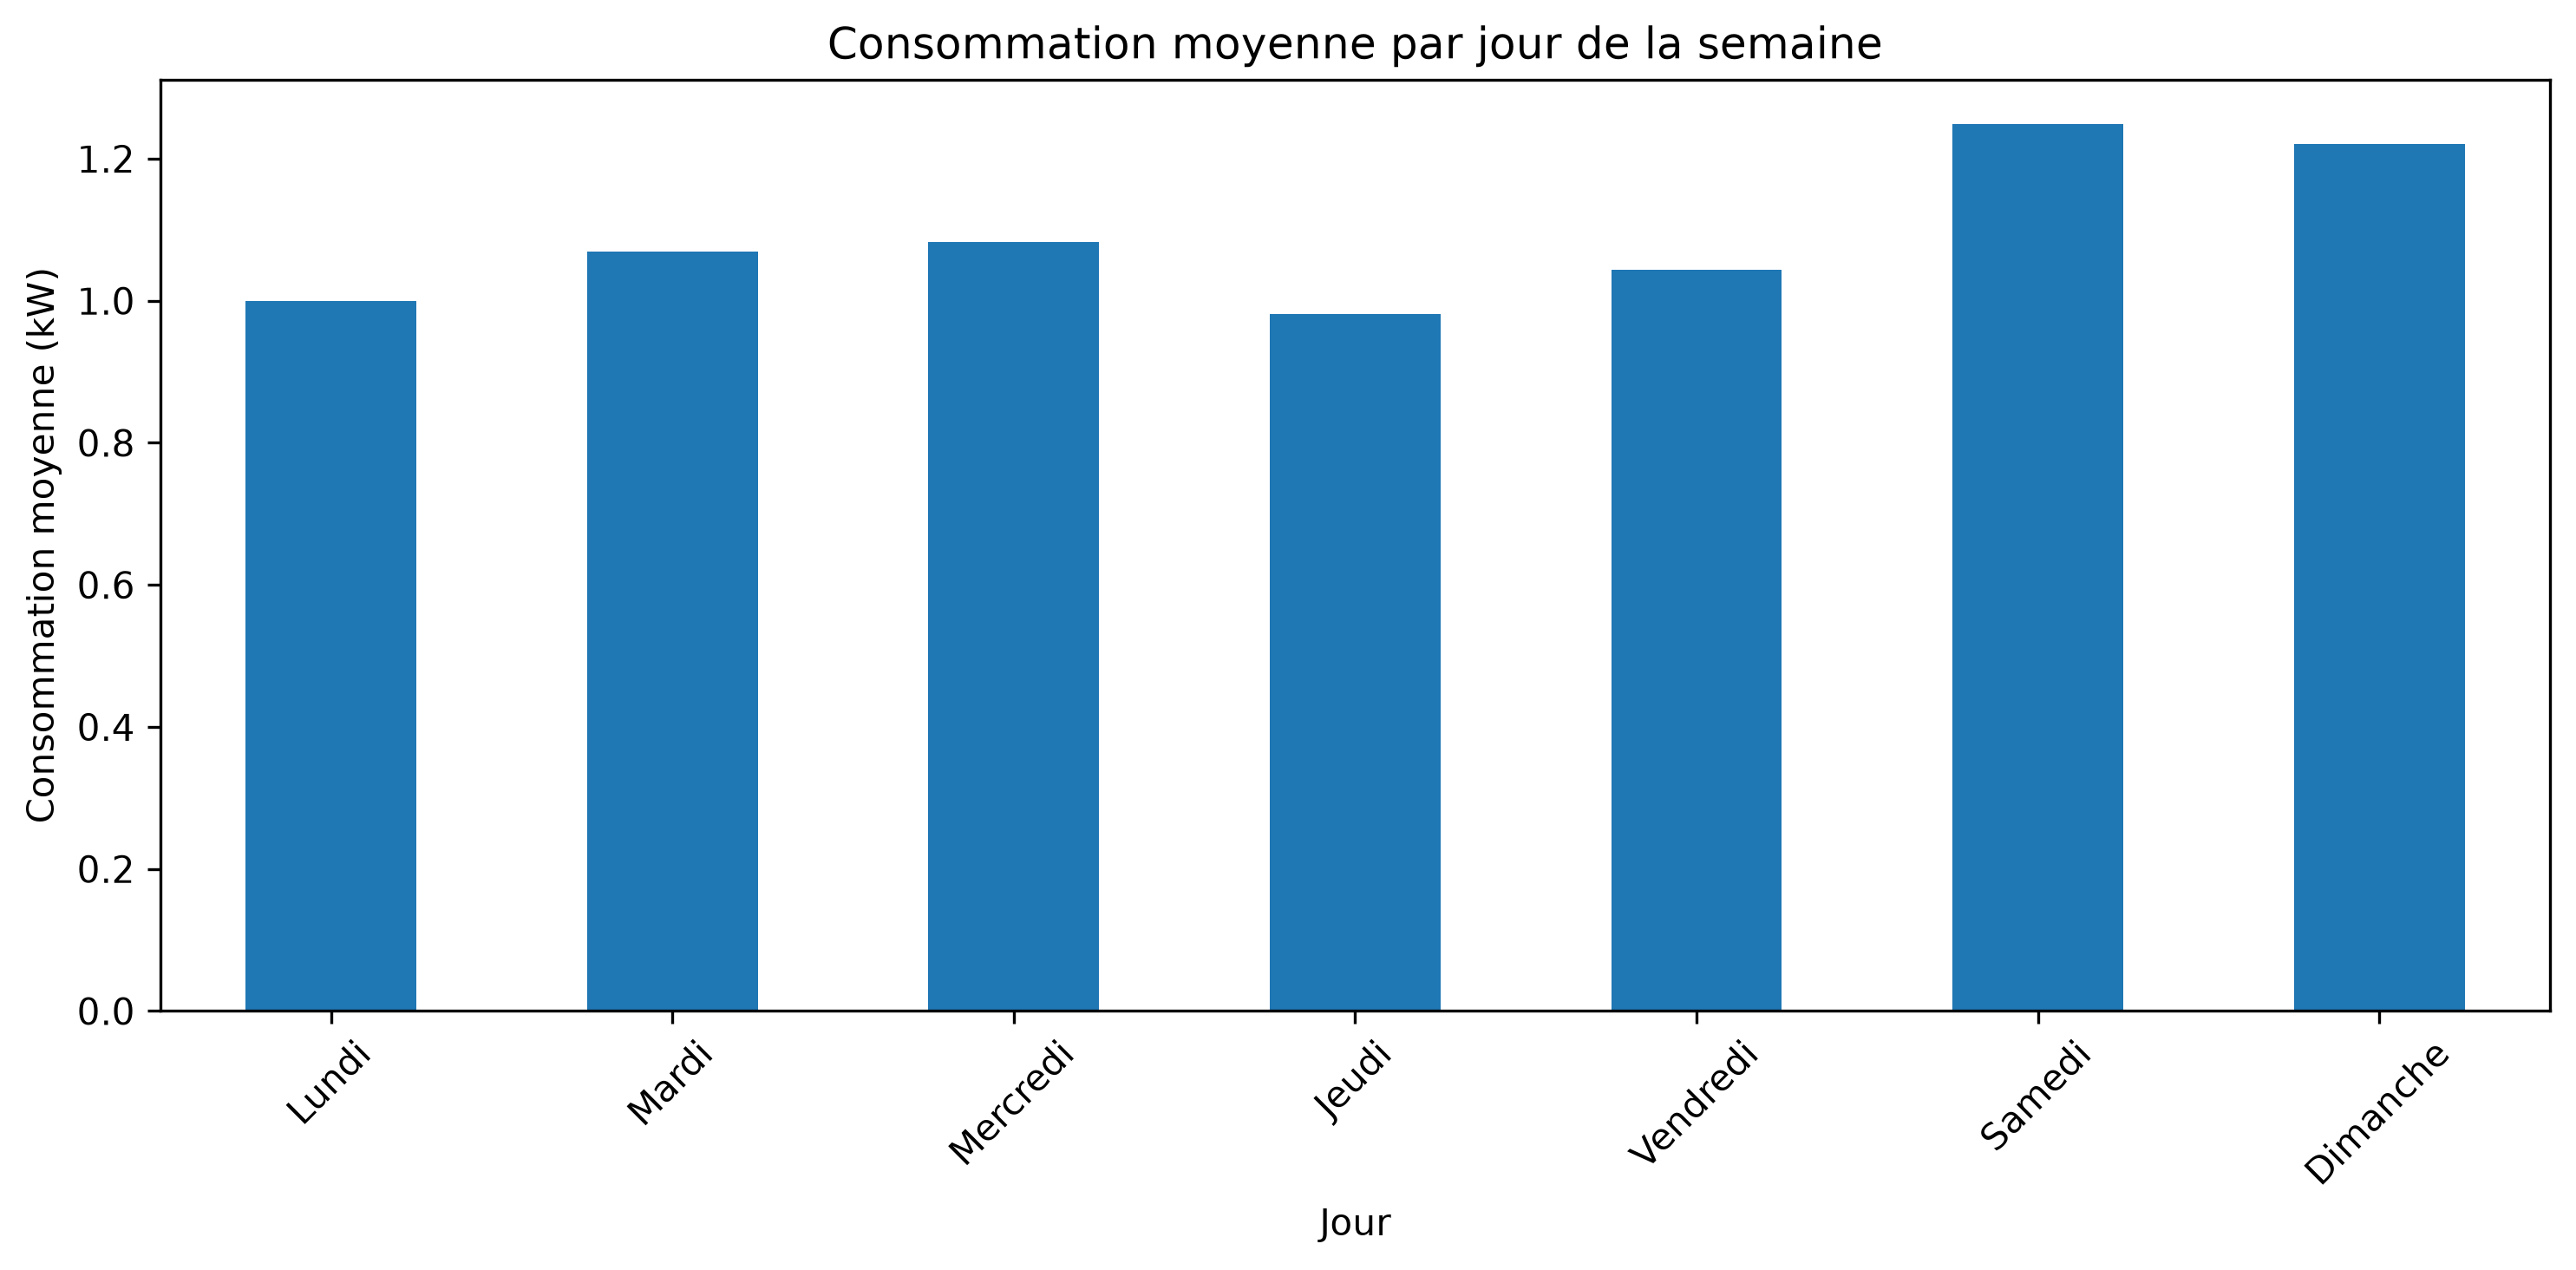 Consommation moyenne par jour de la semaine
Consommation moyenne (kW)
1.2
1.0
0.8
0.6
0.4
0.2
0.0
Lundi
Mardi
Mercredi
Jeudi
Vendredi
Samedi
Dimanche
Jour